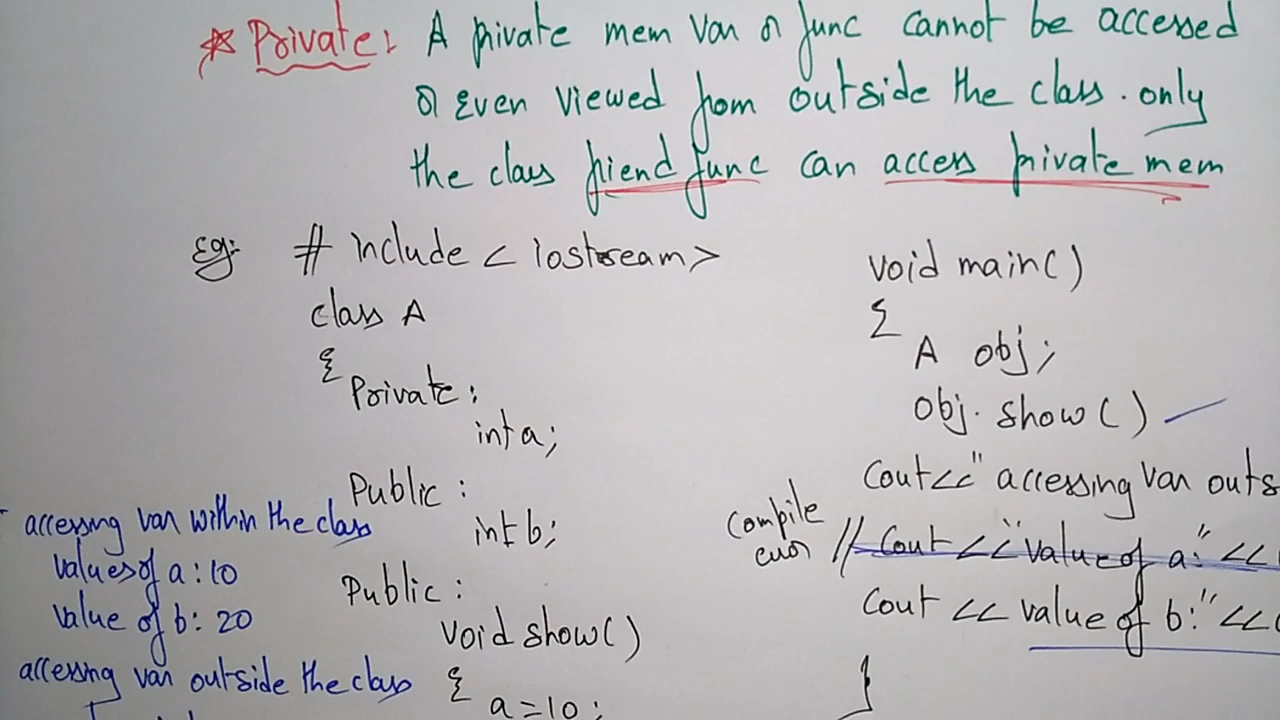 * Private: A private mem var or func cannot be accessed
or even viewed from outside the class. only
the class friend func can access private mem
Eg:
# include < iostream>
class A
{
Private:
int a;
Public:
int b;
Public:
void show()
{
a=10;
accessing var within the class
values of a: 10
value of b: 20
accessing var outside the class
void main()
{
A obj;
obj. show()
Cout<<" accessing var outs
compile
error
// Cout <<"value of a:" <<
Cout << value of b:" <<
}